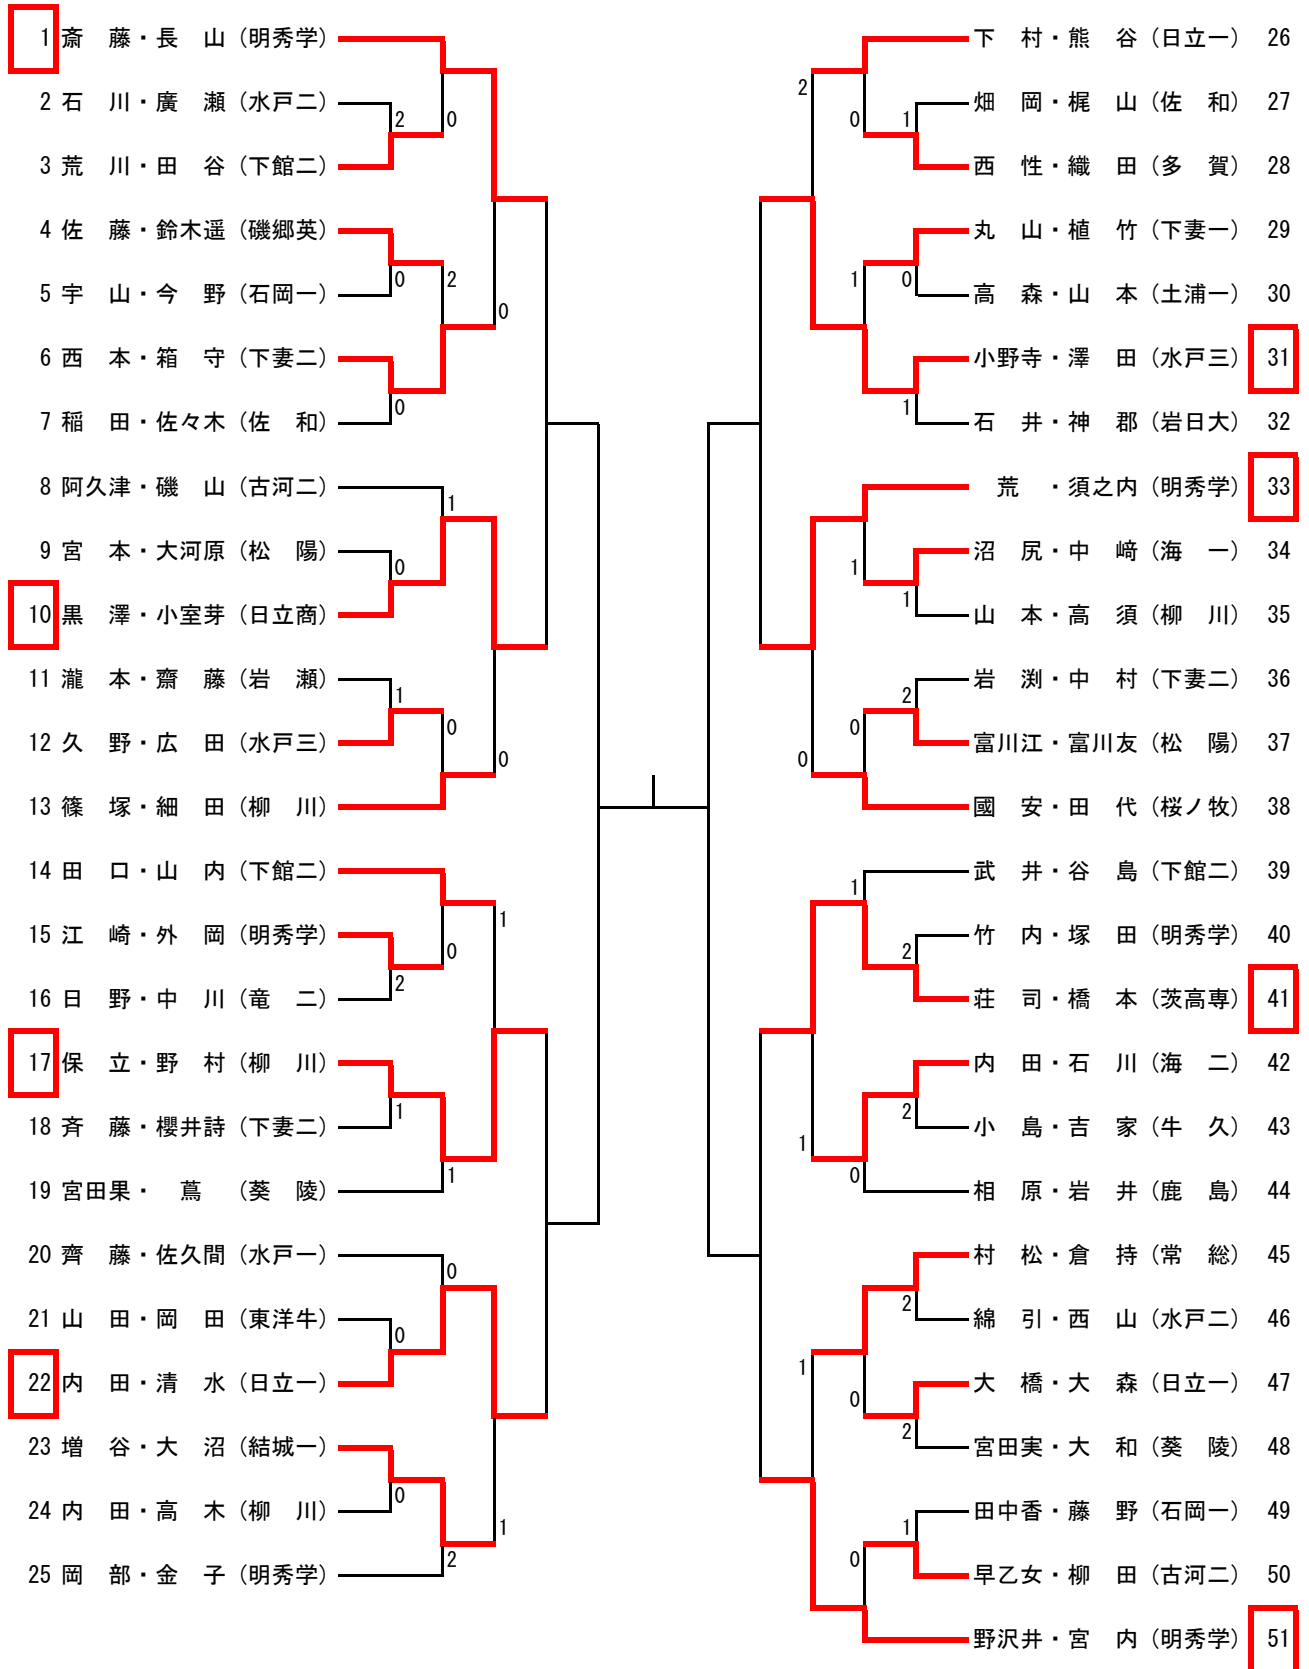 1 斎　藤・長　山（明秀学）
2 石　川・廣　瀬（水戸二）
2
0
3 荒　川・田　谷（下館二）
4 佐　藤・鈴木遥（磯郷英）
5 宇　山・今　野（石岡一）
0
2
0
6 西　本・箱　守（下妻二）
7 稲　田・佐々木（佐　和）
0
8 阿久津・磯　山（古河二）
1
9 宮　本・大河原（松　陽）
0
10 黒　澤・小室芽（日立商）
11 瀧　本・齋　藤（岩　瀬）
1
0
12 久　野・広　田（水戸三）
0
13 篠　塚・細　田（柳　川）
14 田　口・山　内（下館二）
1
15 江　崎・外　岡（明秀学）
0
2
16 日　野・中　川（竜　二）
17 保　立・野　村（柳　川）
1
18 斉　藤・櫻井詩（下妻二）
1
19 宮田果・　蔦　（葵　陵）
20 齊　藤・佐久間（水戸一）
0
21 山　田・岡　田（東洋牛）
0
22 内　田・清　水（日立一）
23 増　谷・大　沼（結城一）
0
24 内　田・高　木（柳　川）
1
2
25 岡　部・金　子（明秀学）
下　村・熊　谷（日立一） 26
2
畑　岡・梶　山（佐　和） 27
0
1
西　性・織　田（多　賀） 28
丸　山・植　竹（下妻一） 29
1
0
高　森・山　本（土浦一） 30
小野寺・澤　田（水戸三） 31
1
石　井・神　郡（岩日大） 32
荒　・須之内（明秀学） 33
沼　尻・中　﨑（海　一） 34
1
1
山　本・高　須（柳　川） 35
岩　渕・中　村（下妻二） 36
2
0
富川江・富川友（松　陽） 37
0
國　安・田　代（桜ノ牧） 38
武　井・谷　島（下館二） 39
1
竹　内・塚　田（明秀学） 40
2
荘　司・橋　本（茨高専） 41
内　田・石　川（海　二） 42
2
小　島・吉　家（牛　久） 43
1
0
相　原・岩　井（鹿　島） 44
村　松・倉　持（常　総） 45
2
綿　引・西　山（水戸二） 46
1
大　橋・大　森（日立一） 47
0
2
宮田実・大　和（葵　陵） 48
田中香・藤　野（石岡一） 49
1
0
早乙女・柳　田（古河二） 50
野沢井・宮　内（明秀学） 51